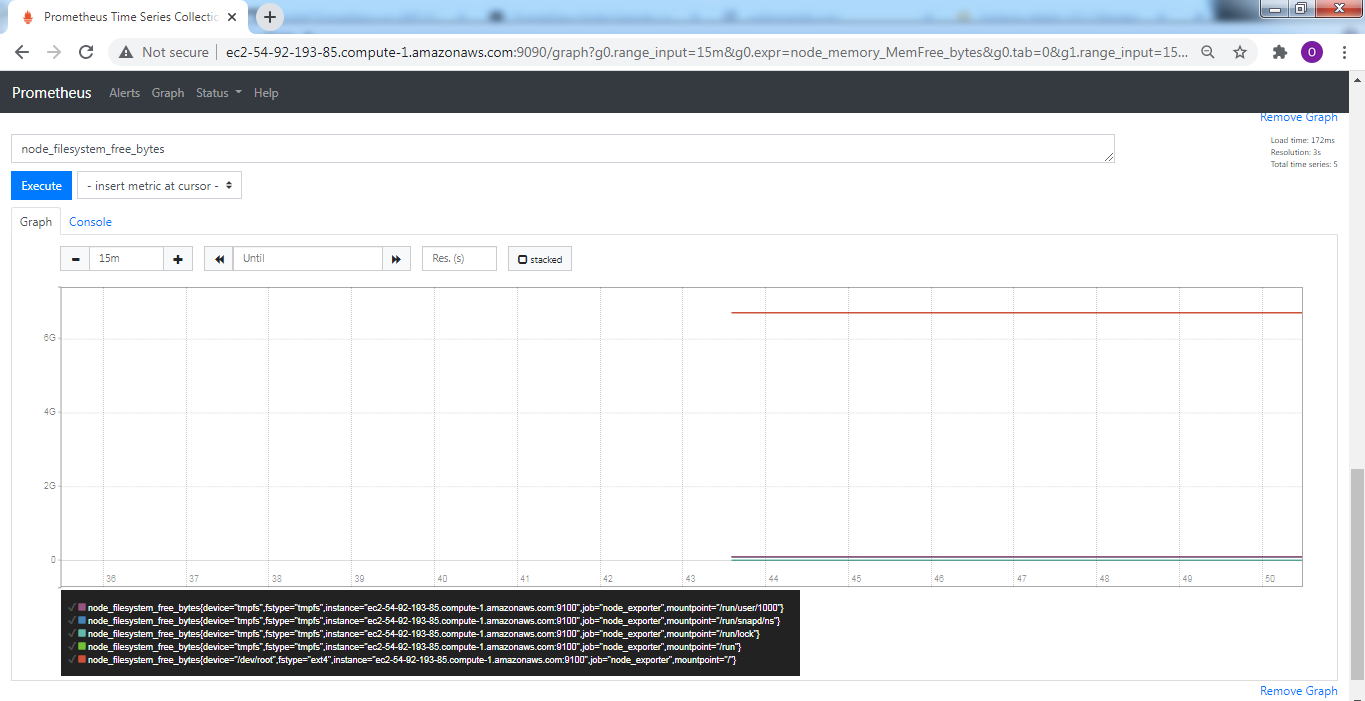 Prometheus Time Series Collectic
Not secure
ec2-54-92-193-85.compute-1.amazonaws.com:9090/graph?g0.range_input=15m&g0.expr=node_memory_MemFree_bytes&g0.tab=0&g1.range_input=15...
O
Prometheus Alerts Graph Status Help
Remove Graph
node_filesystem_free_bytes
Load time: 172ms
Resolution: 3s
Total time series: 5
Execute - insert metric at cursor -
Graph Console
15m Until Res. (s) stacked
6G
4G
2G
0
36 37 38 39 40 41 42 43 44 45 46 47 48 49 50
node_filesystem_free_bytes{device="tmpfs",fstype="tmpfs",instance="ec2-54-92-193-85.compute-1.amazonaws.com:9100",job="node_exporter",mountpoint="/run/user/1000"}
node_filesystem_free_bytes{device="tmpfs",fstype="tmpfs",instance="ec2-54-92-193-85.compute-1.amazonaws.com:9100",job="node_exporter",mountpoint="/run/snapd/ns"}
node_filesystem_free_bytes{device="tmpfs",fstype="tmpfs",instance="ec2-54-92-193-85.compute-1.amazonaws.com:9100",job="node_exporter",mountpoint="/run/lock"}
node_filesystem_free_bytes{device="tmpfs",fstype="tmpfs",instance="ec2-54-92-193-85.compute-1.amazonaws.com:9100",job="node_exporter",mountpoint="/run"}
node_filesystem_free_bytes{device="/dev/root",fstype="ext4",instance="ec2-54-92-193-85.compute-1.amazonaws.com:9100",job="node_exporter",mountpoint="/"}
Remove Graph